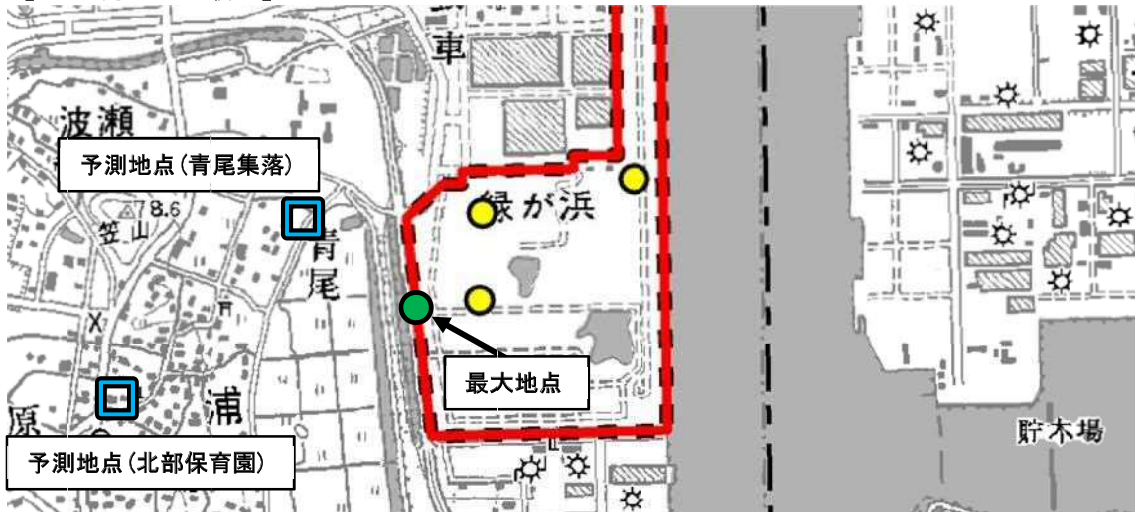 車
波瀬
予測地点(青尾集落)
78.6
笠山
緑が浜
青尾
最大地点
浦
原
予測地点(北部保育園)
貯木場